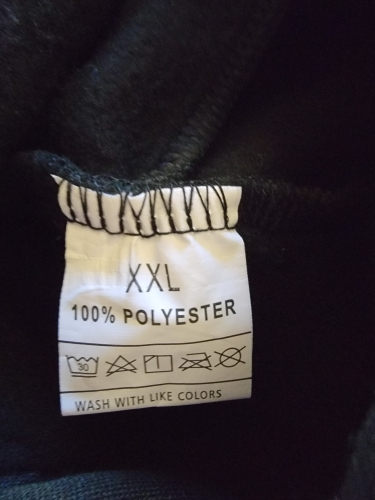 XXL
100% POLYESTER
30
WASH WITH LIKE COLORS